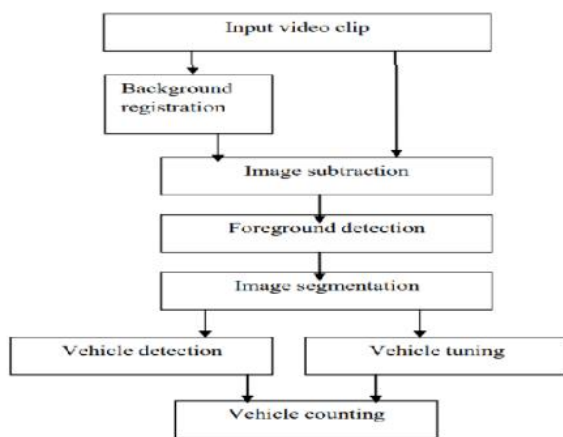 Input video clip
Background
registration
Image subtraction
Foreground detection
Image segmentation
Vehicle detection
Vehicle tuning
Vehicle counting